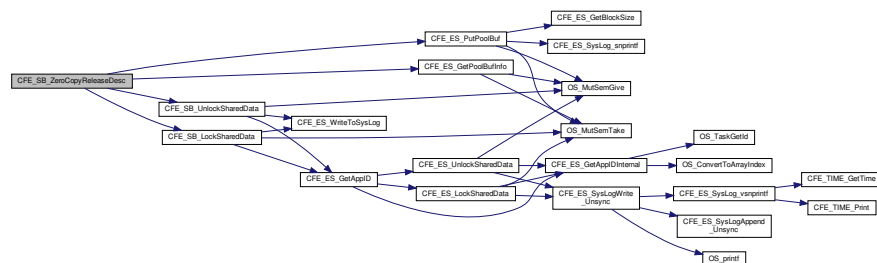 CFE_ES_GetBlockSize
CFE_ES_PutPoolBuf
CFE_ES_SysLog_snprintf
CFE_ES_GetPoolBufInfo
CFE_SB_ZeroCopyReleaseDesc
OS_MutSemGive
CFE_SB_UnlockSharedData
CFE_ES_WriteToSysLog
OS_MutSemTake
CFE_SB_LockSharedData
OS_TaskGetId
CFE_ES_UnlockSharedData
CFE_ES_GetAppIDInternal
OS_ConvertToArrayIndex
CFE_ES_GetAppID
CFE_TIME_GetTime
CFE_ES_LockSharedData
CFE_ES_SysLogWrite
_Unsync
CFE_ES_SysLog_vsnprintf
CFE_TIME_Print
CFE_ES_SysLogAppend
_Unsync
OS_printf